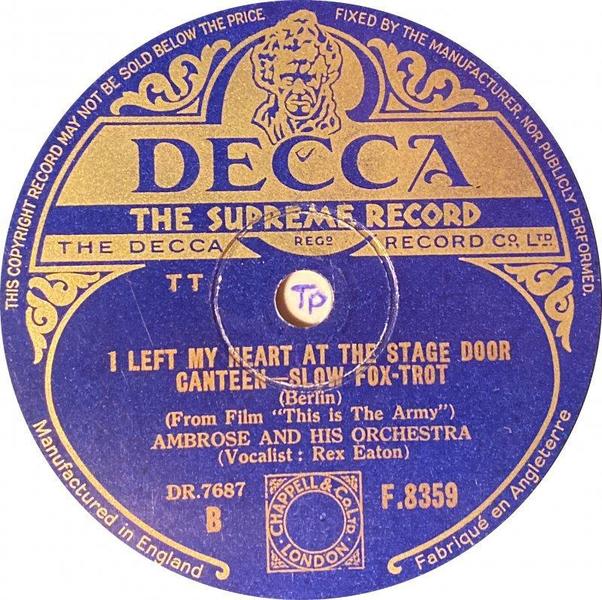 THIS COPYRIGHT RECORD MAY NOT BE SOLD BELOW THE PRICE FIXED BY THE MANUFACTURER, NOR PUBLICLY PERFORMED.
DECCA
THE SUPREME RECORD
THE DECCA REGD RECORD CO. LTD.
TT
Tp
I LEFT MY HEART AT THE STAGE DOOR
CANTEEN—SLOW FOX-TROT
(Berlin)
(From Film "This is The Army")
AMBROSE AND HIS ORCHESTRA
(Vocalist : Rex Eaton)
DR.7687
B
CHAPPELL & CO. LTD
LONDON
F.8359
Manufactured in England
Fabriqué en Angleterre